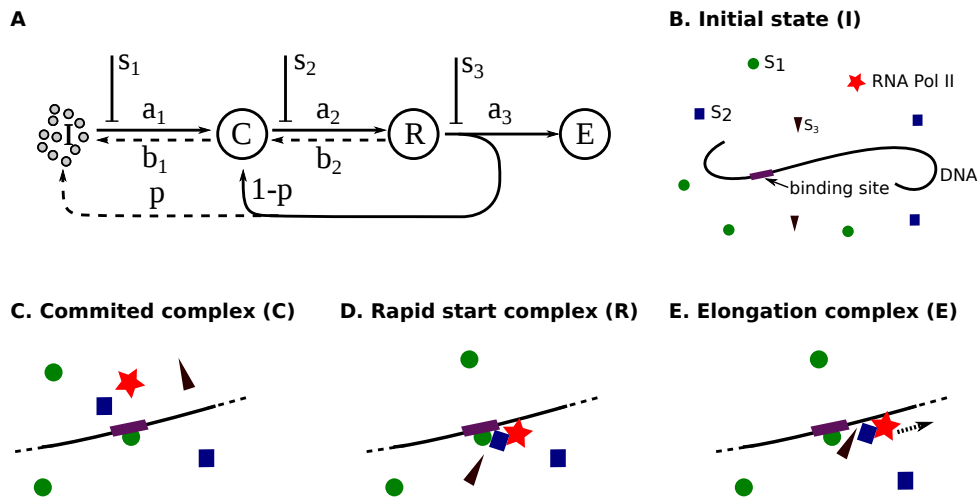 A
s1
s2
s3
I
a1
C
a2
R
a3
E
b1
b2
p
1-p
B. Initial state (I)
S1
RNA Pol II
S2
S3
DNA
binding site
C. Commited complex (C)
D. Rapid start complex (R)
E. Elongation complex (E)